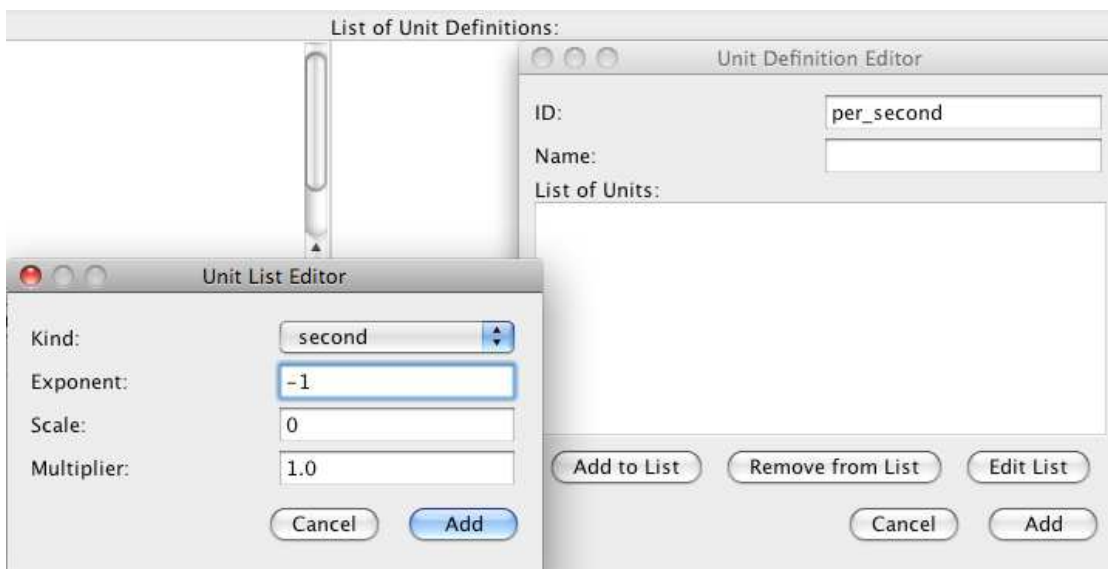 List of Unit Definitions:
Unit Definition Editor
ID:
per_second
Name:
List of Units:
Add to List
Remove from List
Edit List
Cancel
Add
Unit List Editor
Kind:
second
Exponent:
-1
Scale:
0
Multiplier:
1.0
Cancel
Add